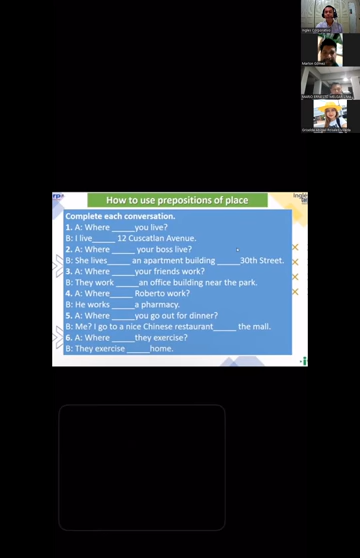 Martin Gómez
How to use prepositions of place
Complete each conversation.
1. A: Where _____you live?
B: I live_____ 12 Cuscatlan Avenue.
2. A: Where _____ your boss live?
B: She lives_____ an apartment building _____30th Street.
3. A: Where _____your friends work?
B: They work _____an office building near the park.
4. A: Where_____ Roberto work?
B: He works _____a pharmacy.
5. A: Where _____you go out for dinner?
B: Me? I go to a nice Chinese restaurant_____ the mall.
6. A: Where _____they exercise?
B: They exercise _____home.